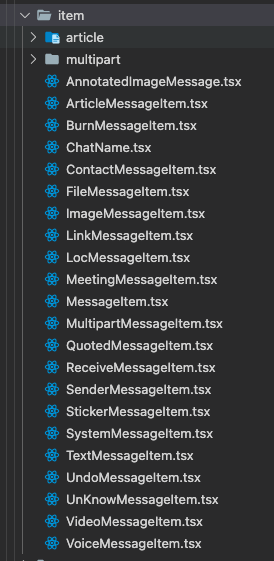 item
article
multipart
AnnotatedImageMessage.tsx
ArticleMessageItem.tsx
BurnMessageItem.tsx
ChatName.tsx
ContactMessageItem.tsx
FileMessageItem.tsx
ImageMessageItem.tsx
LinkMessageItem.tsx
LocMessageItem.tsx
MeetingMessageItem.tsx
MessageItem.tsx
MultipartMessageItem.tsx
QuotedMessageItem.tsx
ReceiveMessageItem.tsx
SenderMessageItem.tsx
StickerMessageItem.tsx
SystemMessageItem.tsx
TextMessageItem.tsx
UndoMessageItem.tsx
UnKnowMessageItem.tsx
VideoMessageItem.tsx
VoiceMessageItem.tsx